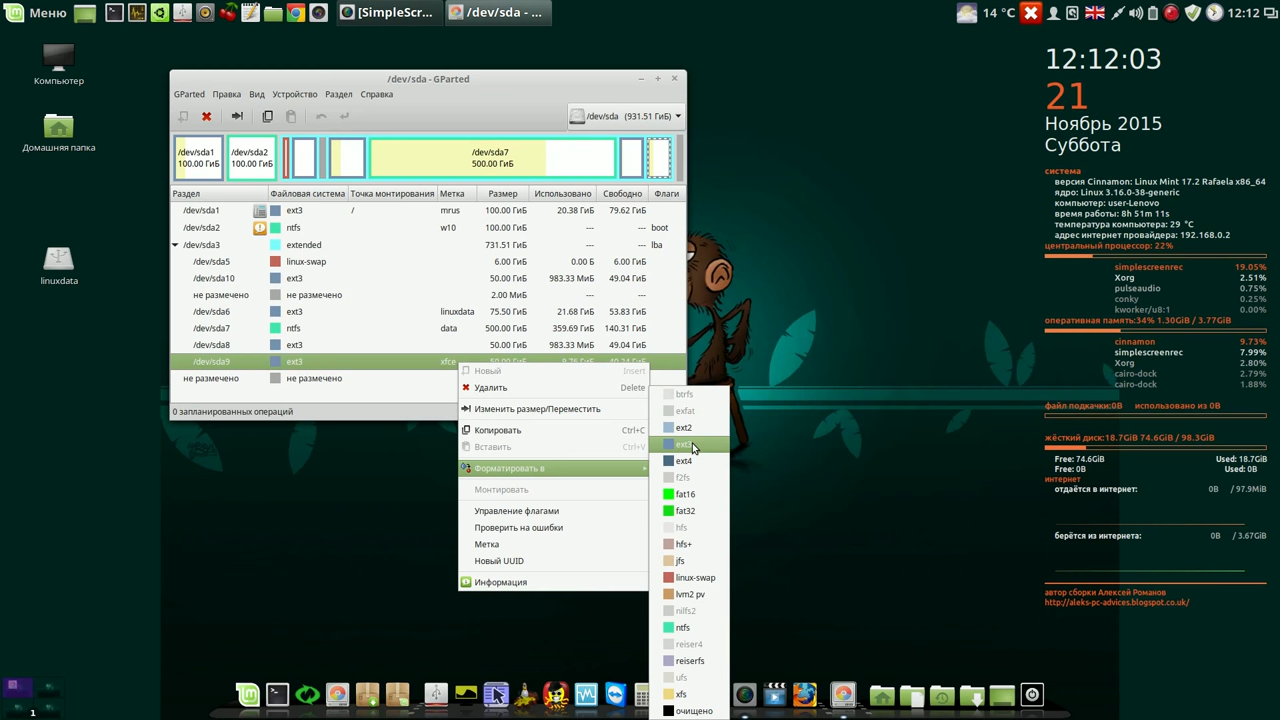 Меню
[SimpleScr...
/dev/sda - ...
14 °C
12:12
Компьютер
Домашняя папка
linuxdata
/dev/sda - GParted
GParted Правка Вид Устройство Раздел Справка
/dev/sda (931.51 ГиБ)
/dev/sda1
100.00 ГиБ
/dev/sda2
100.00 ГиБ
/dev/sda7
500.00 ГиБ
Раздел Файловая система Точка монтирования Метка Размер Использовано Свободно Флаги
/dev/sda1 ext3 / mrus 100.00 ГиБ 20.38 ГиБ 79.62 ГиБ
/dev/sda2 ntfs w10 100.00 ГиБ --- --- boot
/dev/sda3 extended 731.51 ГиБ --- --- lba
/dev/sda5 linux-swap 6.00 ГиБ 0.00 Б 6.00 ГиБ
/dev/sda10 ext3 50.00 ГиБ 983.33 МиБ 49.04 ГиБ
не размечено не размечено 2.00 МиБ --- ---
/dev/sda6 ext3 linuxdata 75.50 ГиБ 21.68 ГиБ 53.83 ГиБ
/dev/sda7 ntfs data 500.00 ГиБ 359.69 ГиБ 140.31 ГиБ
/dev/sda8 ext3 50.00 ГиБ 983.33 МиБ 49.04 ГиБ
/dev/sda9 ext3 xfce
не размечено не размечено
0 запланированных операций
Новый Insert
Удалить Delete
Изменить размер/Переместить
Копировать Ctrl+C
Вставить Ctrl+V
Форматировать в
Монтировать
Управление флагами
Проверить на ошибки
Метка
Новый UUID
Информация
btrfs
exfat
ext2
ext3
ext4
f2fs
fat16
fat32
hfs
hfs+
jfs
linux-swap
lvm2 pv
nilfs2
ntfs
reiser4
reiserfs
ufs
xfs
очищено
12:12:03
21
Ноябрь 2015
Суббота
система
версия Cinnamon: Linux Mint 17.2 Rafaela x86_64
ядро: Linux 3.16.0-38-generic
компьютер: user-Lenovo
время работы: 8h 51m 11s
температура компьютера: 29 °C
адрес интернет провайдера: 192.168.0.2
центральный процессор: 22%
simplescreenrec 19.05%
Xorg 2.51%
pulseaudio 0.75%
conky 0.25%
kworker/u8:1 0.00%
оперативная память:34% 1.30GiB / 3.77GiB
cinnamon 9.73%
simplescreenrec 7.99%
Xorg 2.80%
cairo-dock 2.79%
cairo-dock 1.88%
файл подкачки:0B использовано из 0B
жёсткий диск:18.7GiB 74.6GiB / 98.3GiB
Free: 74.6GiB Used: 18.7GiB
Free: 0B Used: 0B
интернет
отдаётся в интернет: 0B / 97.9MiB
берётся из интернета: 0B / 3.67GiB
автор сборки Алексей Романов
http://aleks-pc-advices.blogspot.co.uk/
1